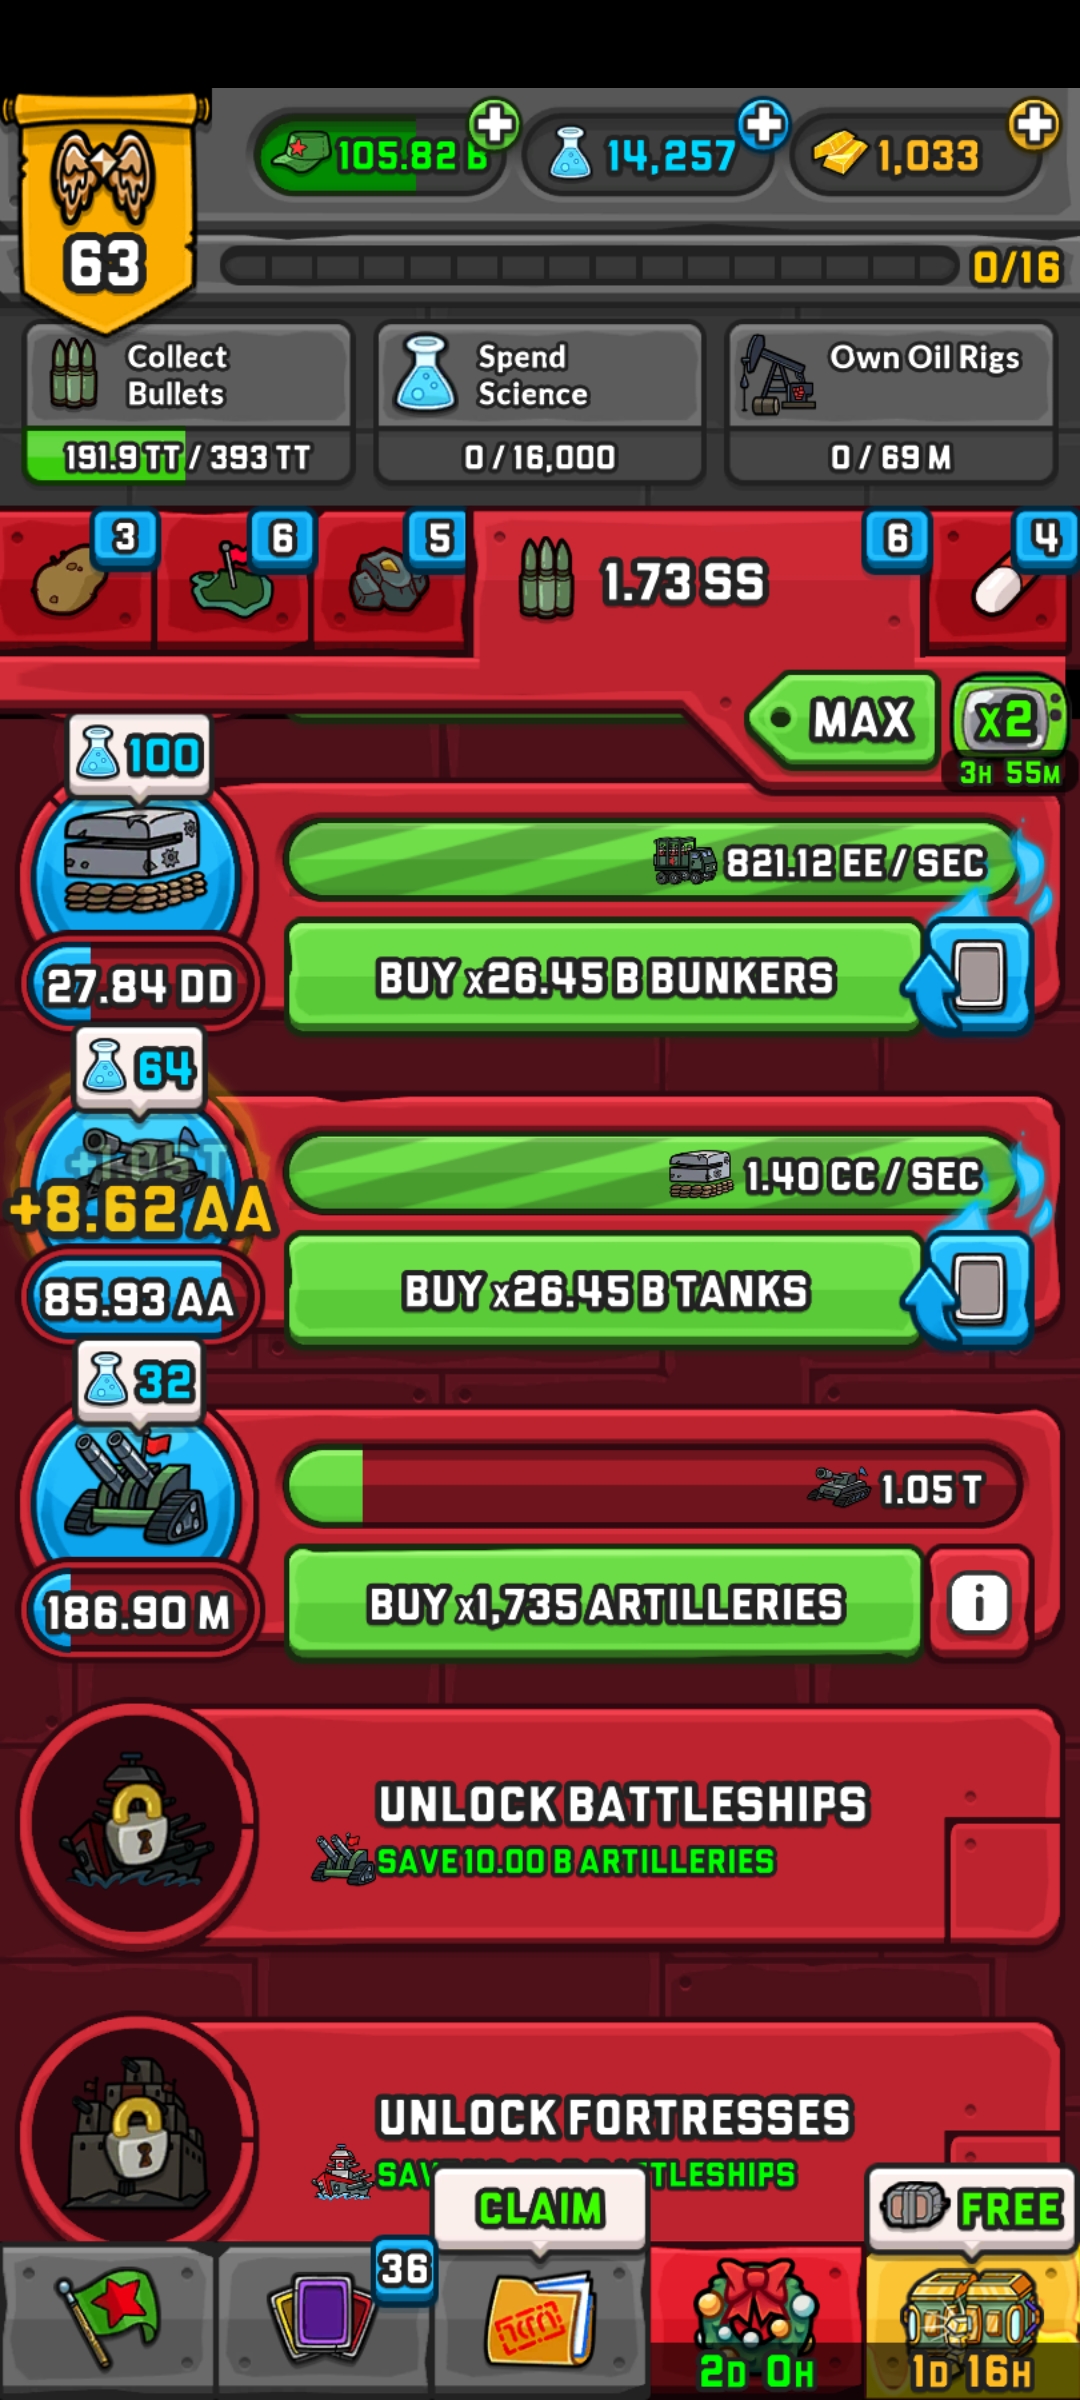 105.82 B
14,257
1,033
63
0/16
Collect
Bullets
191.9 TT / 393 TT
Spend
Science
0 / 16,000
Own Oil Rigs
0 / 69 M
3
6
5
1.73 SS
6
4
MAX
x2
3H 55M
100
821.12 EE / SEC
27.84 DD
BUY x26.45 B BUNKERS
64
1.40 CC / SEC
+1.05 T
+8.62 AA
85.93 AA
BUY x26.45 B TANKS
32
1.05 T
186.90 M
BUY x1,735 ARTILLERIES
i
UNLOCK BATTLESHIPS
SAVE 10.00 B ARTILLERIES
UNLOCK FORTRESSES
CLAIM
FREE
36
2D 0H
1D 16H